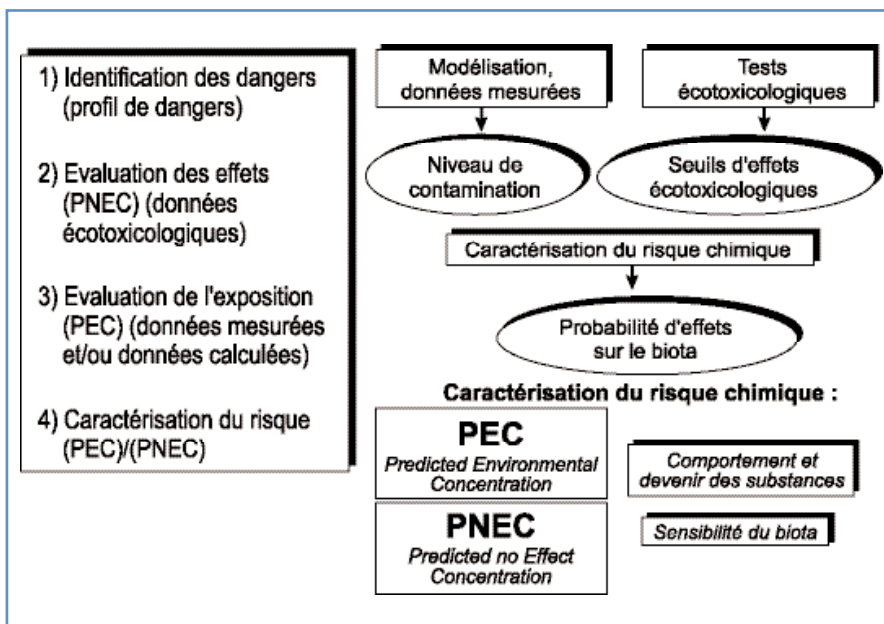 1) Identification des dangers
(profil de dangers)
2) Evaluation des effets
(PNEC) (données
écotoxicologiques)
3) Evaluation de l'exposition
(PEC) (données mesurées
et/ou données calculées)
4) Caractérisation du risque
(PEC)/(PNEC)
Modélisation,
données mesurées
Tests
écotoxicologiques
Niveau de
contamination
Seuils d'effets
écotoxicologiques
Caractérisation du risque chimique
Probabilité d'effets
sur le biota
Caractérisation du risque chimique :
PEC
Predicted Environmental
Concentration
Comportement et
devenir des substances
PNEC
Predicted no Effect
Concentration
Sensibilité du biota